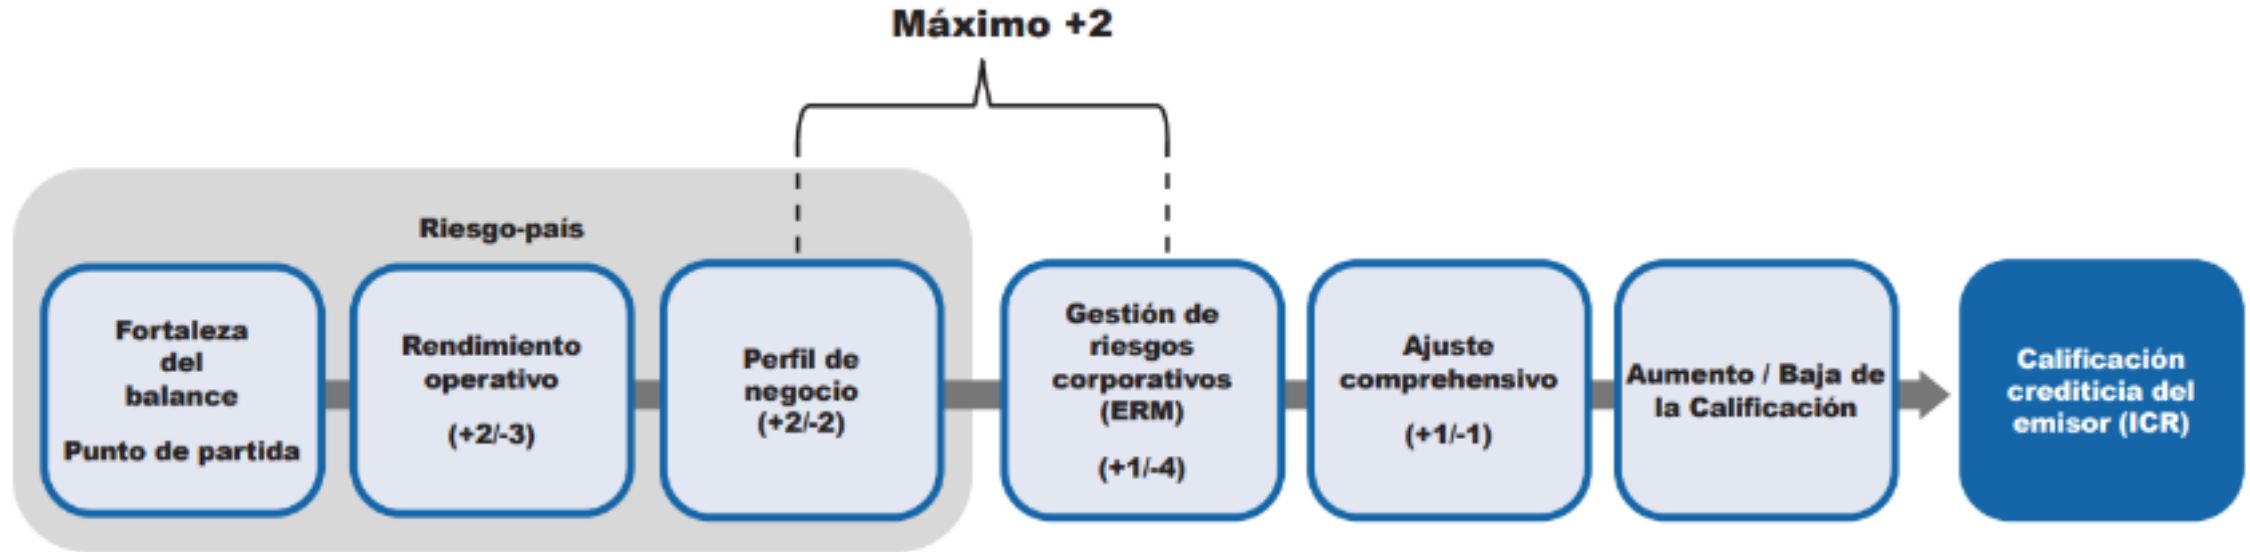 Máximo +2
Riesgo-país
Fortaleza
del
balance
Punto de partida
Rendimiento
operativo
(+2/-3)
Perfil de
negocio
(+2/-2)
Gestión de
riesgos
corporativos
(ERM)
(+1/-4)
Ajuste
comprehensivo
(+1/-1)
Aumento / Baja de
la Calificación
Calificación
crediticia del
emisor (ICR)